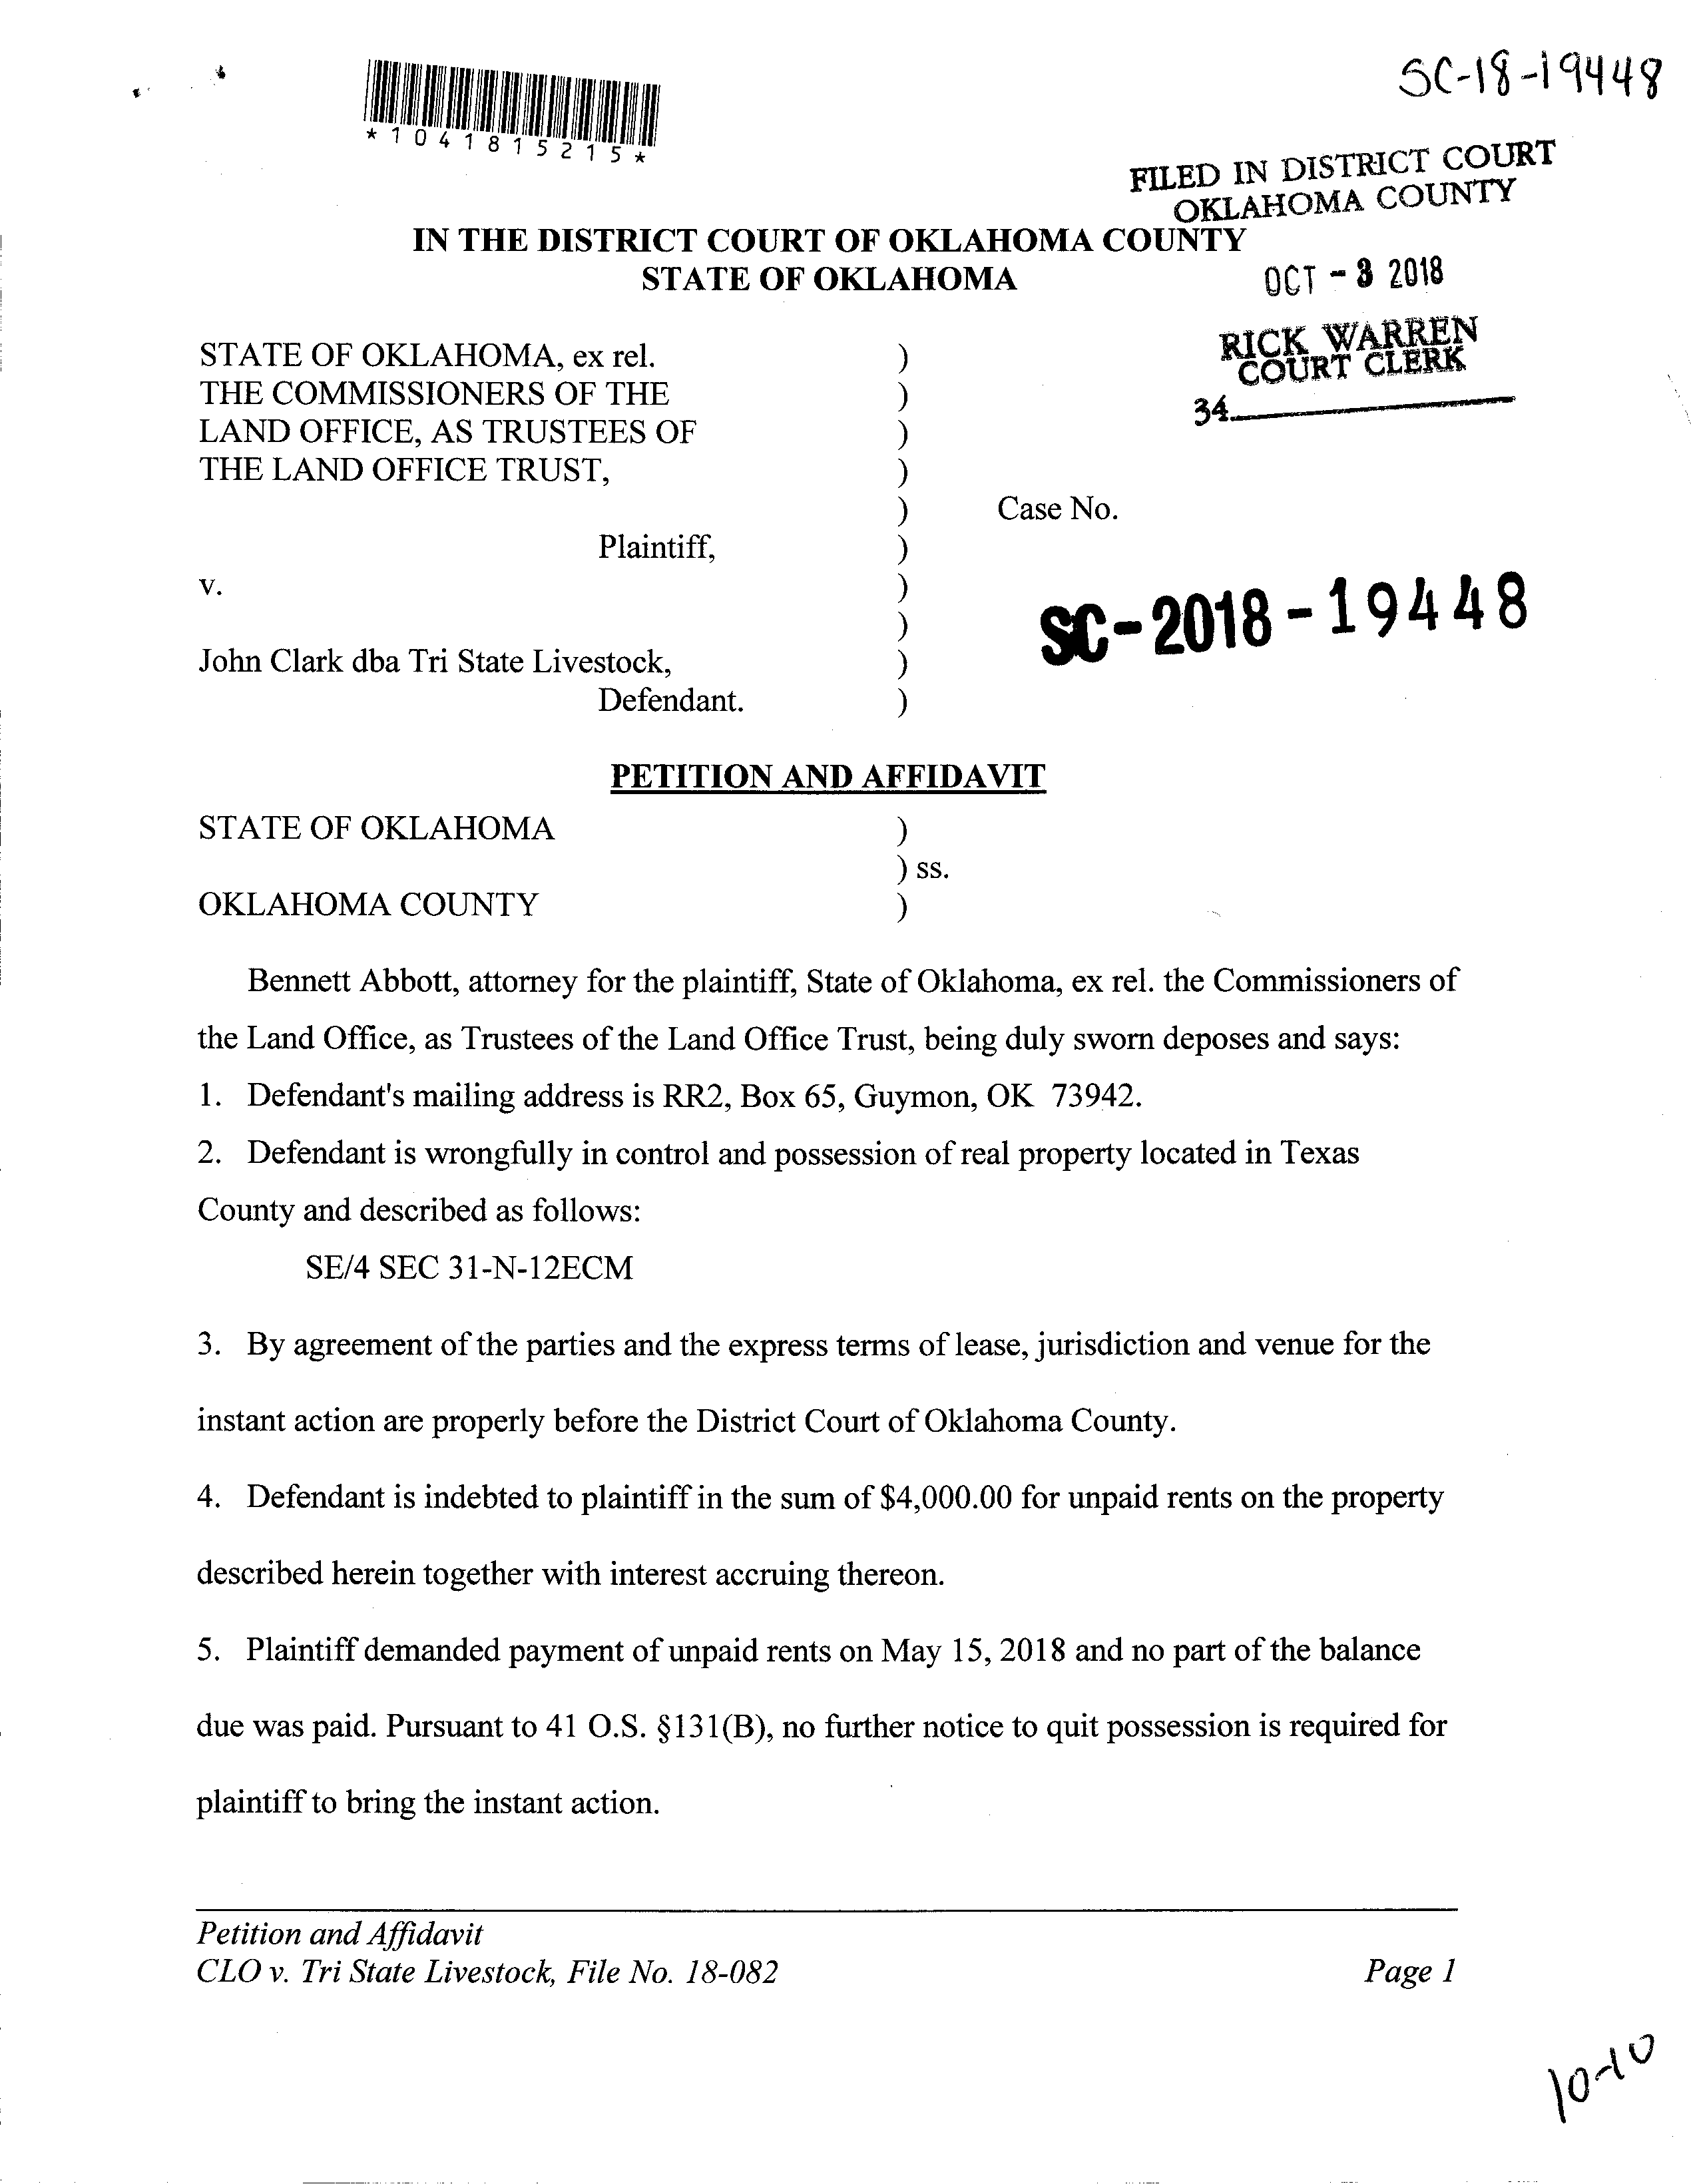 SC-18-19448
*1041815215*
FILED IN DISTRICT COURT
OKLAHOMA COUNTY
IN THE DISTRICT COURT OF OKLAHOMA COUNTY
STATE OF OKLAHOMA
OCT - 3 2018
RICK WARREN
COURT CLERK
34
STATE OF OKLAHOMA, ex rel. )
THE COMMISSIONERS OF THE )
LAND OFFICE, AS TRUSTEES OF )
THE LAND OFFICE TRUST, )
) Case No.
Plaintiff, )
v. )
) SC-2018-19448
John Clark dba Tri State Livestock, )
Defendant. )
PETITION AND AFFIDAVIT
STATE OF OKLAHOMA )
) ss.
OKLAHOMA COUNTY )
Bennett Abbott, attorney for the plaintiff, State of Oklahoma, ex rel. the Commissioners of
the Land Office, as Trustees of the Land Office Trust, being duly sworn deposes and says:
1. Defendant's mailing address is RR2, Box 65, Guymon, OK 73942.
2. Defendant is wrongfully in control and possession of real property located in Texas
County and described as follows:
SE/4 SEC 31-N-12ECM
3. By agreement of the parties and the express terms of lease, jurisdiction and venue for the
instant action are properly before the District Court of Oklahoma County.
4. Defendant is indebted to plaintiff in the sum of $4,000.00 for unpaid rents on the property
described herein together with interest accruing thereon.
5. Plaintiff demanded payment of unpaid rents on May 15, 2018 and no part of the balance
due was paid. Pursuant to 41 O.S. §131(B), no further notice to quit possession is required for
plaintiff to bring the instant action.
Petition and Affidavit
CLO v. Tri State Livestock, File No. 18-082 Page 1
10-10